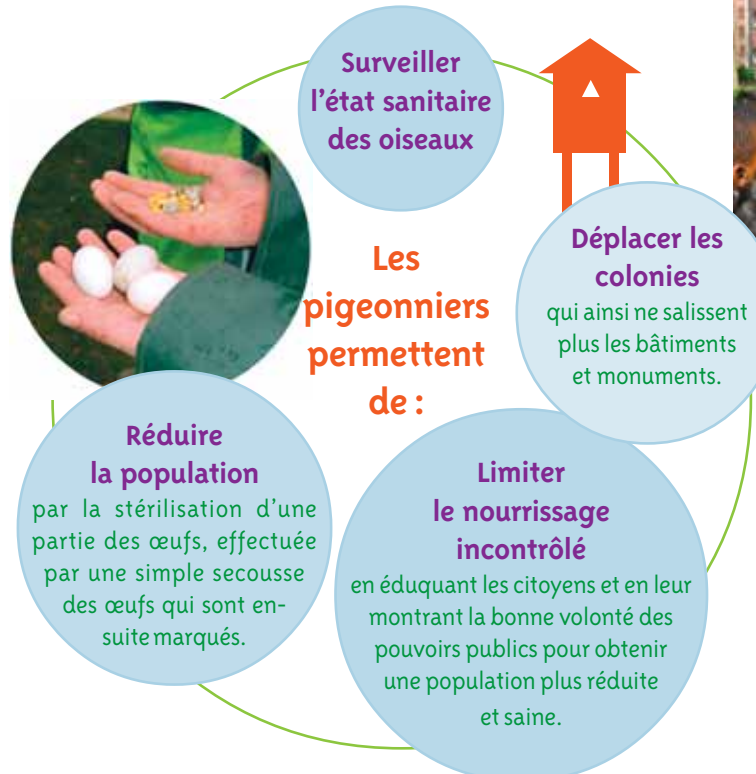 Surveiller
l'état sanitaire
des oiseaux
Les
pigeonniers
permettent
de :
Déplacer les
colonies
qui ainsi ne salissent
plus les bâtiments
et monuments.
Limiter
le nourrissage
incontrôlé
en éduquant les citoyens et en leur
montrant la bonne volonté des
pouvoirs publics pour obtenir
une population plus réduite
et saine.
Réduire
la population
par la stérilisation d'une
partie des œufs, effectuée
par une simple secousse
des œufs qui sont en-
suite marqués.